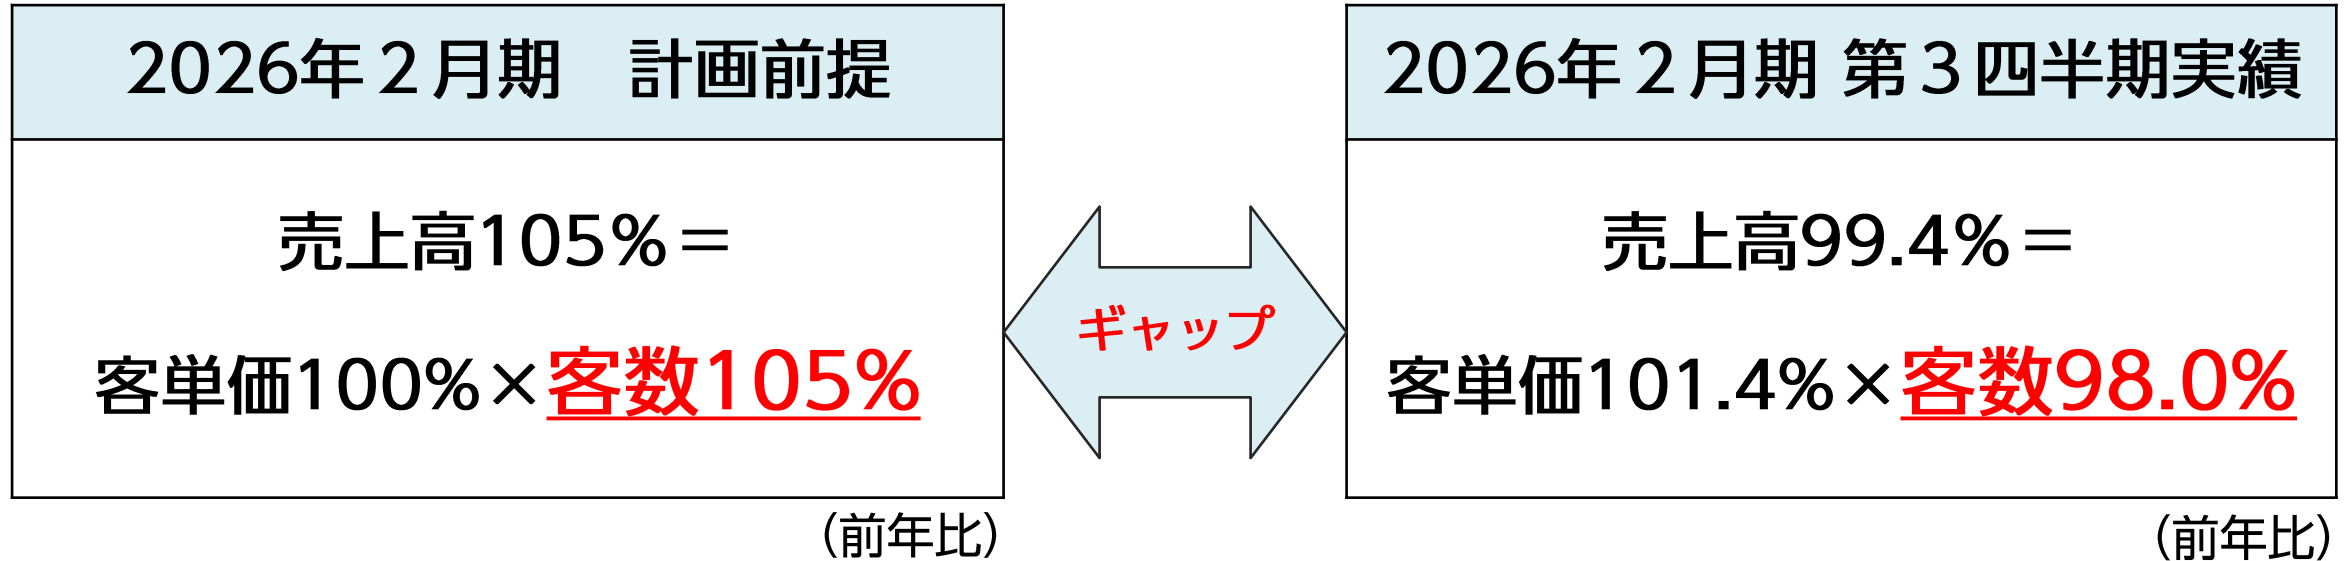 2026年２月期　計画前提
売上高105%＝
客単価100%×客数105%
（前年比）
ギャップ
2026年２月期 第３四半期実績
売上高99.4%＝
客単価101.4%×客数98.0%
（前年比）